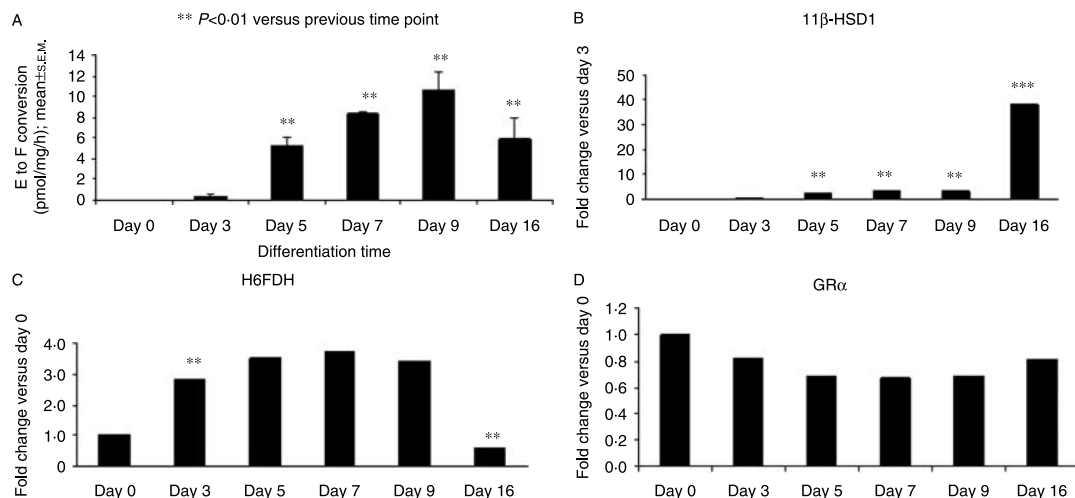 A
** P<0·01 versus previous time point
E to F conversion
(pmol/mg/h); mean±S.E.M.
14
12
10
8
6
4
2
0
**
**
**
**
Day 0 Day 3 Day 5 Day 7 Day 9 Day 16
Differentiation time
B
11β-HSD1
Fold change versus day 3
50
40
30
20
10
0
**
**
**
***
Day 0 Day 3 Day 5 Day 7 Day 9 Day 16
C
H6FDH
Fold change versus day 0
4·0
3·0
2·0
1·0
0
**
**
Day 0 Day 3 Day 5 Day 7 Day 9 Day 16
D
GRα
Fold change versus day 0
1·2
1·0
0·8
0·6
0·4
0·2
0·0
Day 0 Day 3 Day 5 Day 7 Day 9 Day 16